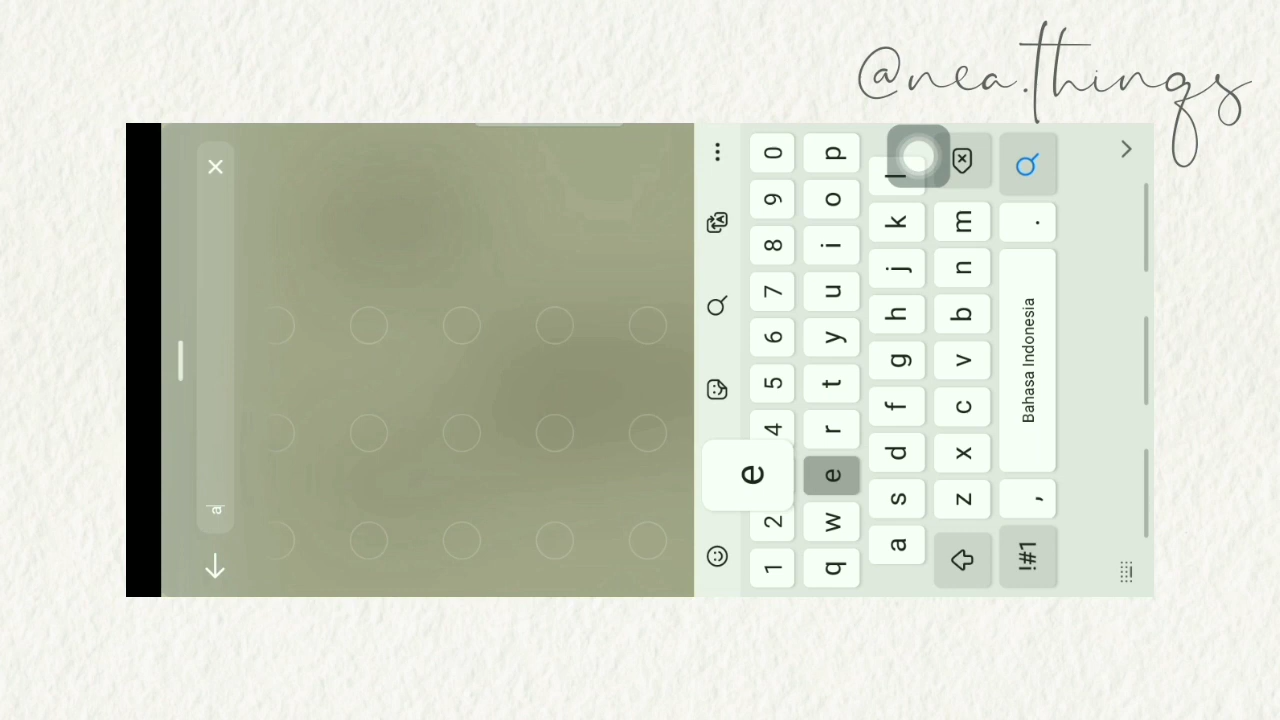 @nea.things
a
1 2 4 5 6 7 8 9 0
e
q w e r t y u i o p
a s d f g h j k l
z x c v b n m
!#1 , Bahasa Indonesia .